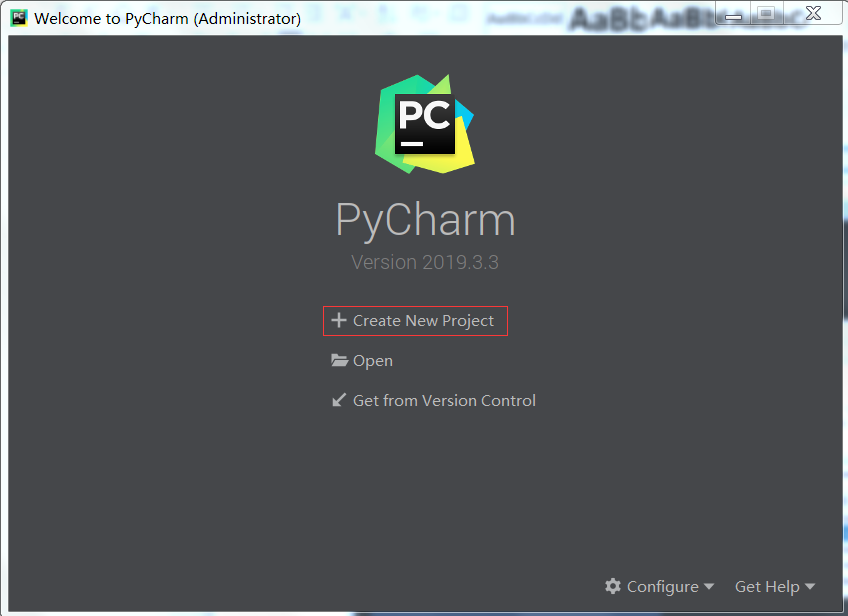 Welcome to PyCharm (Administrator)
PC
PC
PyCharm
Version 2019.3.3
Create New Project
Open
Get from Version Control
Configure
Get Help